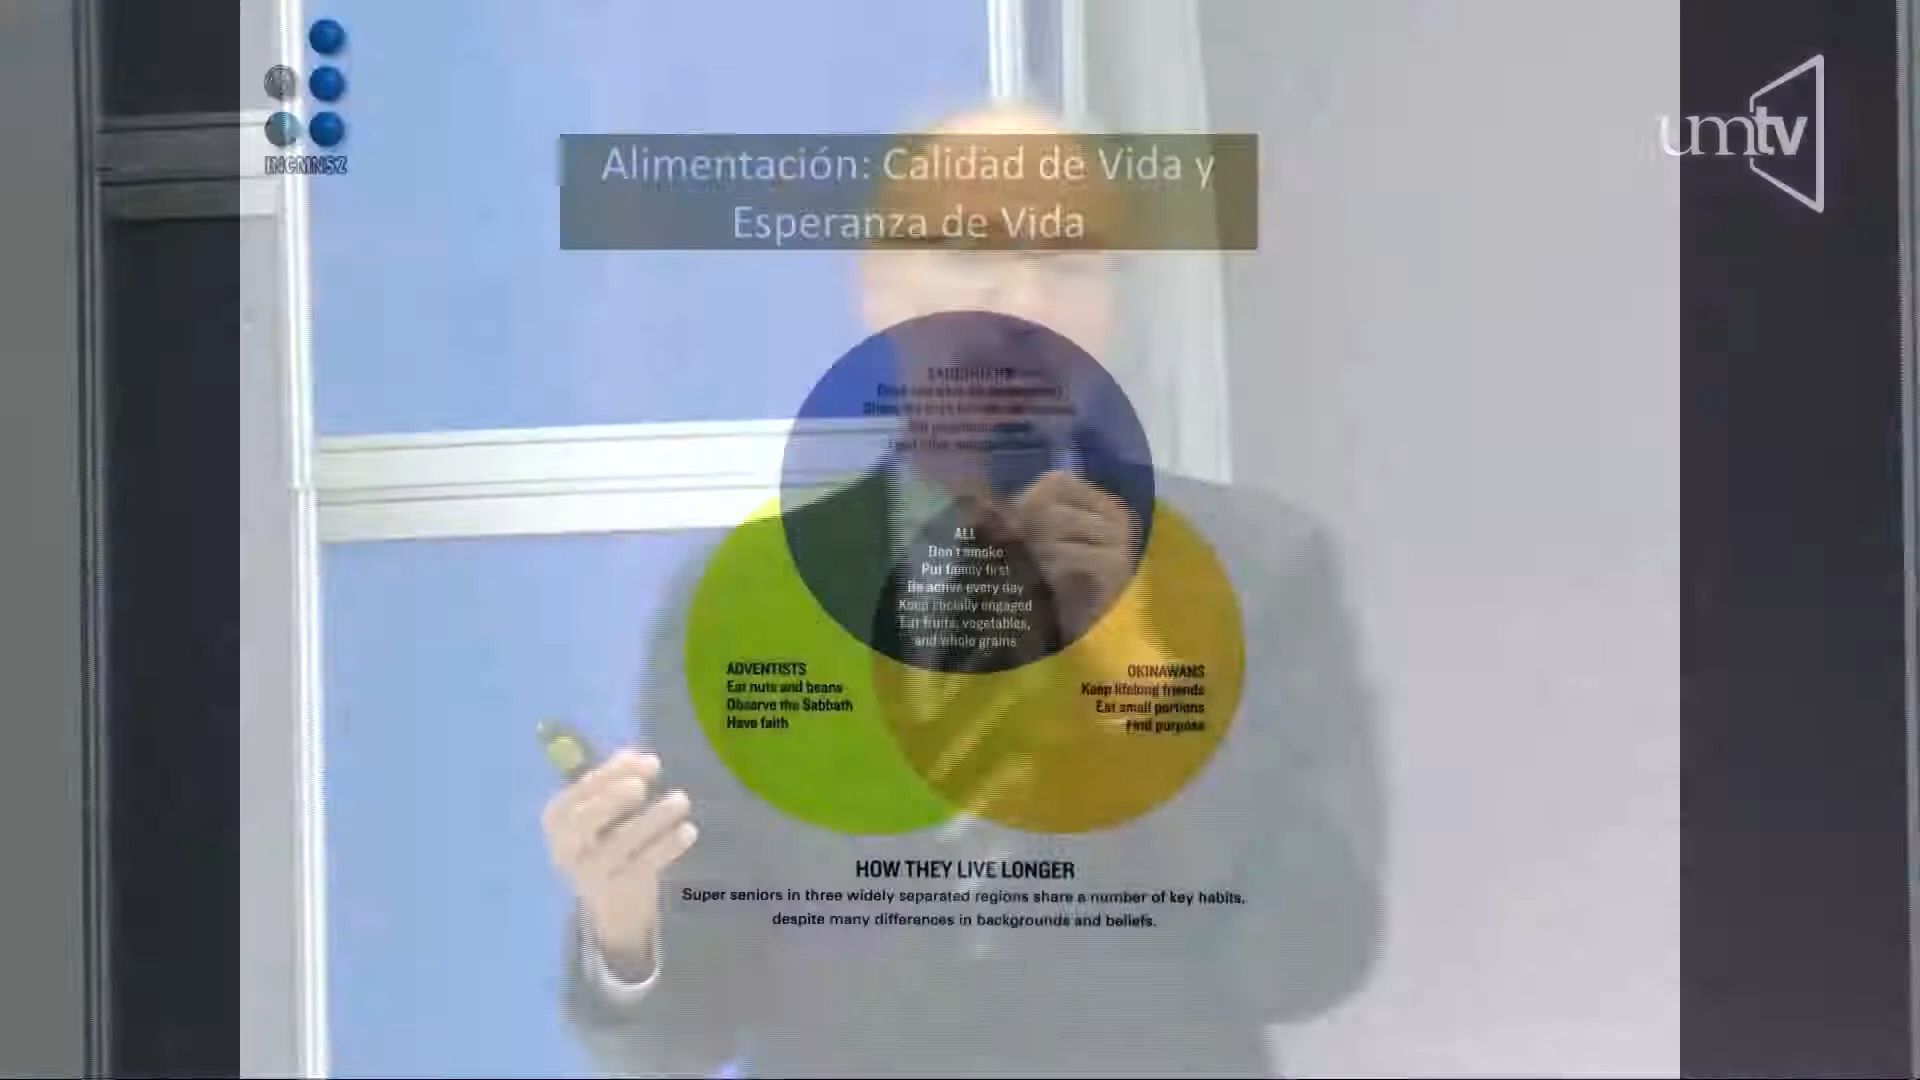 INCMNSZ
umtv
Alimentación: Calidad de Vida y
Esperanza de Vida
SARDINIANS
ALL
Don't smoke
Put family first
Be active every day
Keep socially engaged
Eat fruits, vegetables,
and whole grains
ADVENTISTS
Eat nuts and beans
Observe the Sabbath
Have faith
OKINAWANS
Keep lifelong friends
Eat small portions
Find purpose
HOW THEY LIVE LONGER
Super seniors in three widely separated regions share a number of key habits,
despite many differences in backgrounds and beliefs.